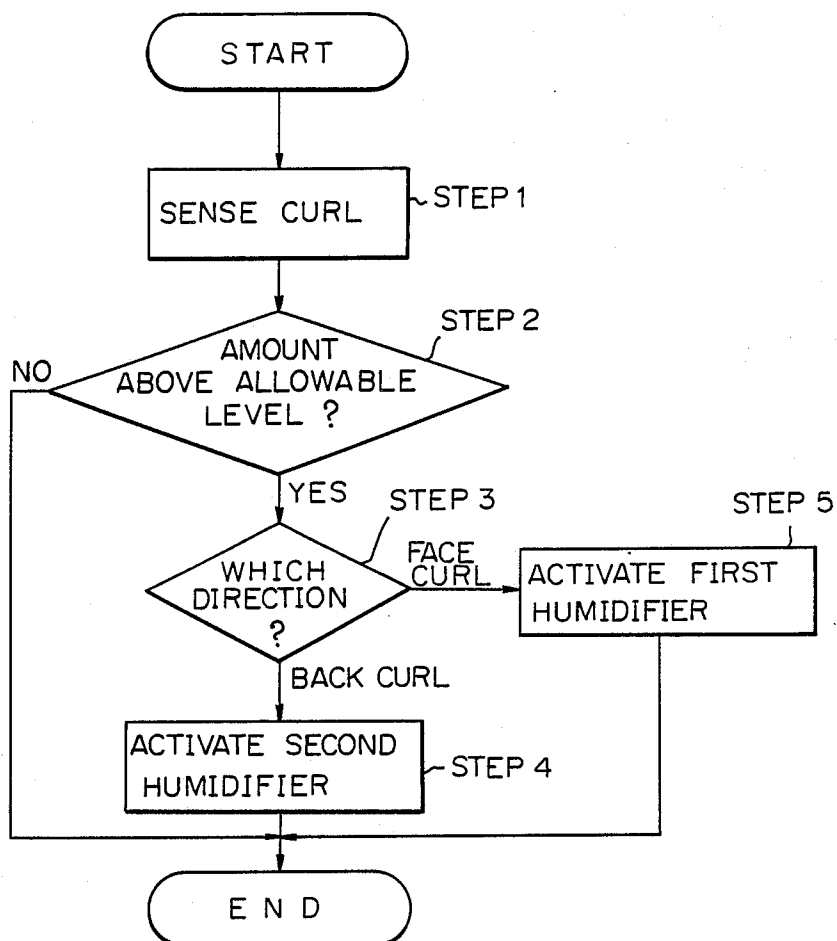 START
SENSE CURL
STEP 1
STEP 2
AMOUNT
ABOVE ALLOWABLE
LEVEL ?
NO
YES
STEP 3
WHICH
DIRECTION
?
FACE
CURL
STEP 5
ACTIVATE FIRST
HUMIDIFIER
BACK CURL
ACTIVATE SECOND
HUMIDIFIER
STEP 4
END